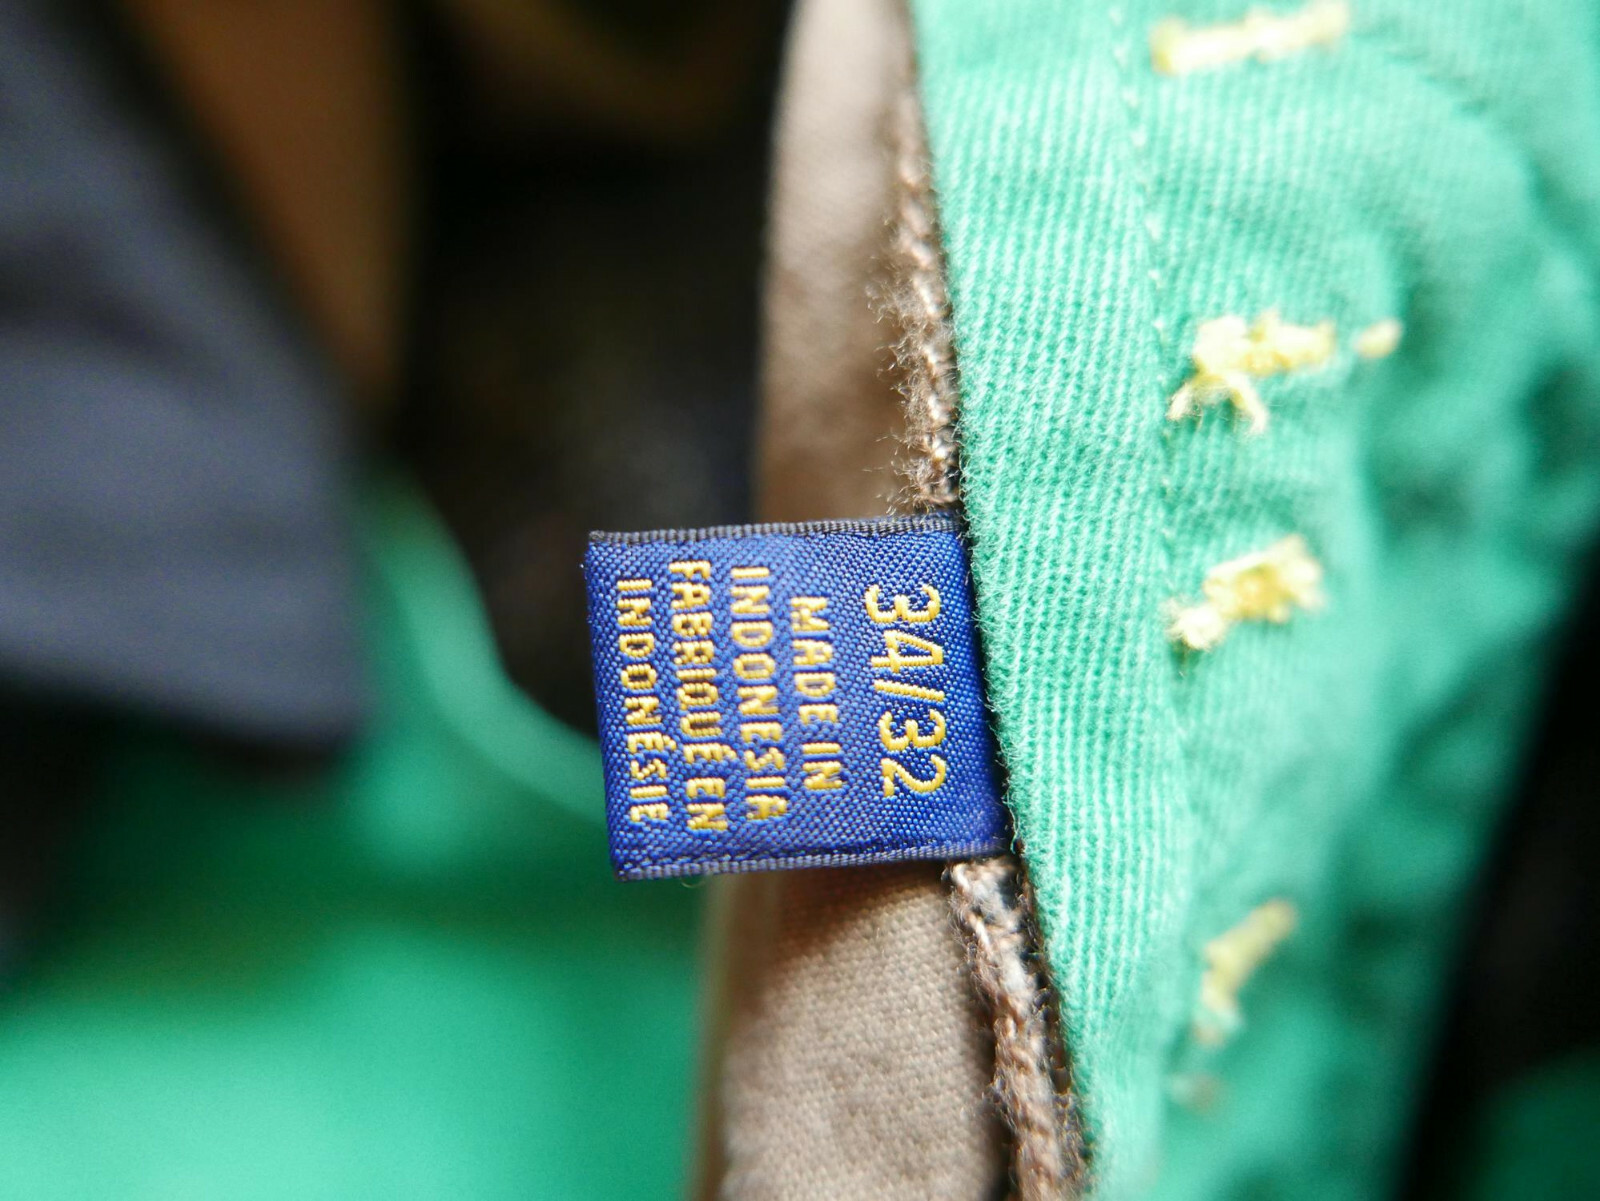 34/32
MADE IN
INDONESIA
FABRIQUÉ EN
INDONÉSIE